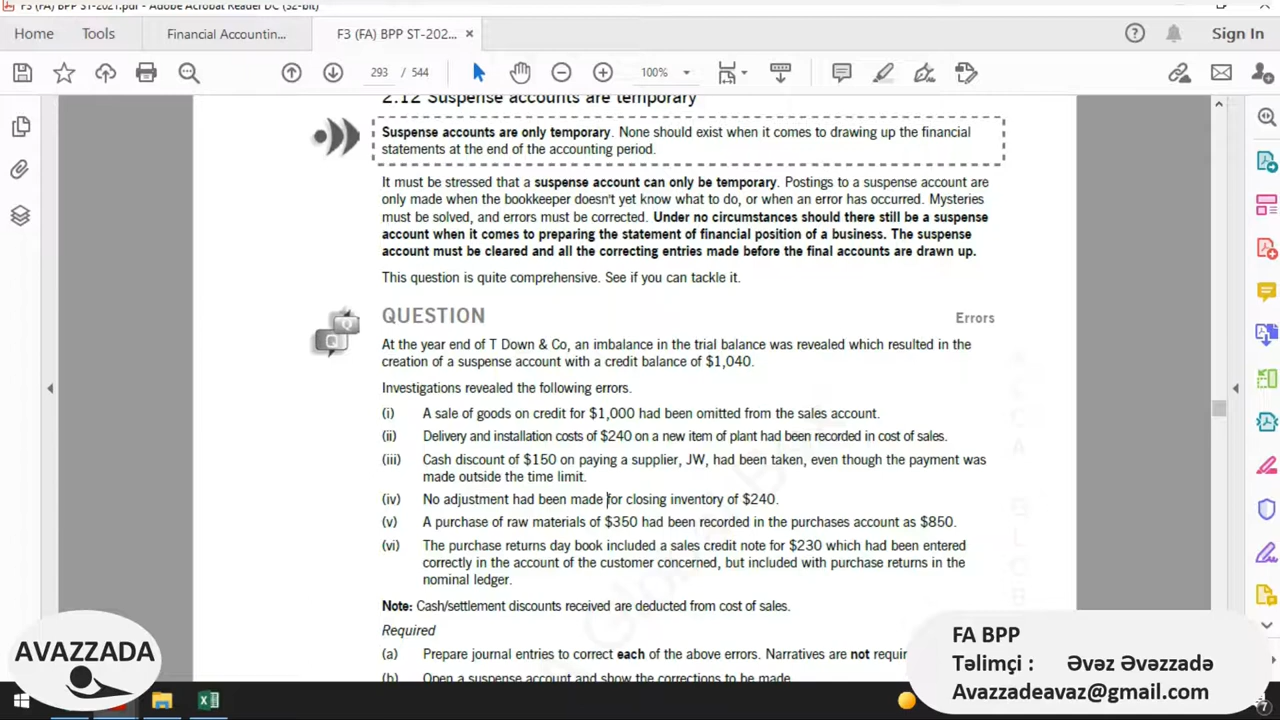 F3 (FA) BPP ST-2021.pdf - Adobe Acrobat Reader DC (32-bit)
Home Tools Financial Accountin... F3 (FA) BPP ST-202... × Sign In
293 / 544 100%
2.12 Suspense accounts are temporary
Suspense accounts are only temporary. None should exist when it comes to drawing up the financial
statements at the end of the accounting period.
It must be stressed that a suspense account can only be temporary. Postings to a suspense account are
only made when the bookkeeper doesn't yet know what to do, or when an error has occurred. Mysteries
must be solved, and errors must be corrected. Under no circumstances should there still be a suspense
account when it comes to preparing the statement of financial position of a business. The suspense
account must be cleared and all the correcting entries made before the final accounts are drawn up.
This question is quite comprehensive. See if you can tackle it.
QUESTION Errors
At the year end of T Down & Co, an imbalance in the trial balance was revealed which resulted in the
creation of a suspense account with a credit balance of $1,040.
Investigations revealed the following errors.
(i) A sale of goods on credit for $1,000 had been omitted from the sales account.
(ii) Delivery and installation costs of $240 on a new item of plant had been recorded in cost of sales.
(iii) Cash discount of $150 on paying a supplier, JW, had been taken, even though the payment was
made outside the time limit.
(iv) No adjustment had been made for closing inventory of $240.
(v) A purchase of raw materials of $350 had been recorded in the purchases account as $850.
(vi) The purchase returns day book included a sales credit note for $230 which had been entered
correctly in the account of the customer concerned, but included with purchase returns in the
nominal ledger.
Note: Cash/settlement discounts received are deducted from cost of sales.
Required
(a) Prepare journal entries to correct each of the above errors. Narratives are not requir
(b) Open a suspense account and show the corrections to be made.
AVAZZADA
FA BPP
Təlimçi : Əvəz Əvəzzadə
Avazzadeavaz@gmail.com